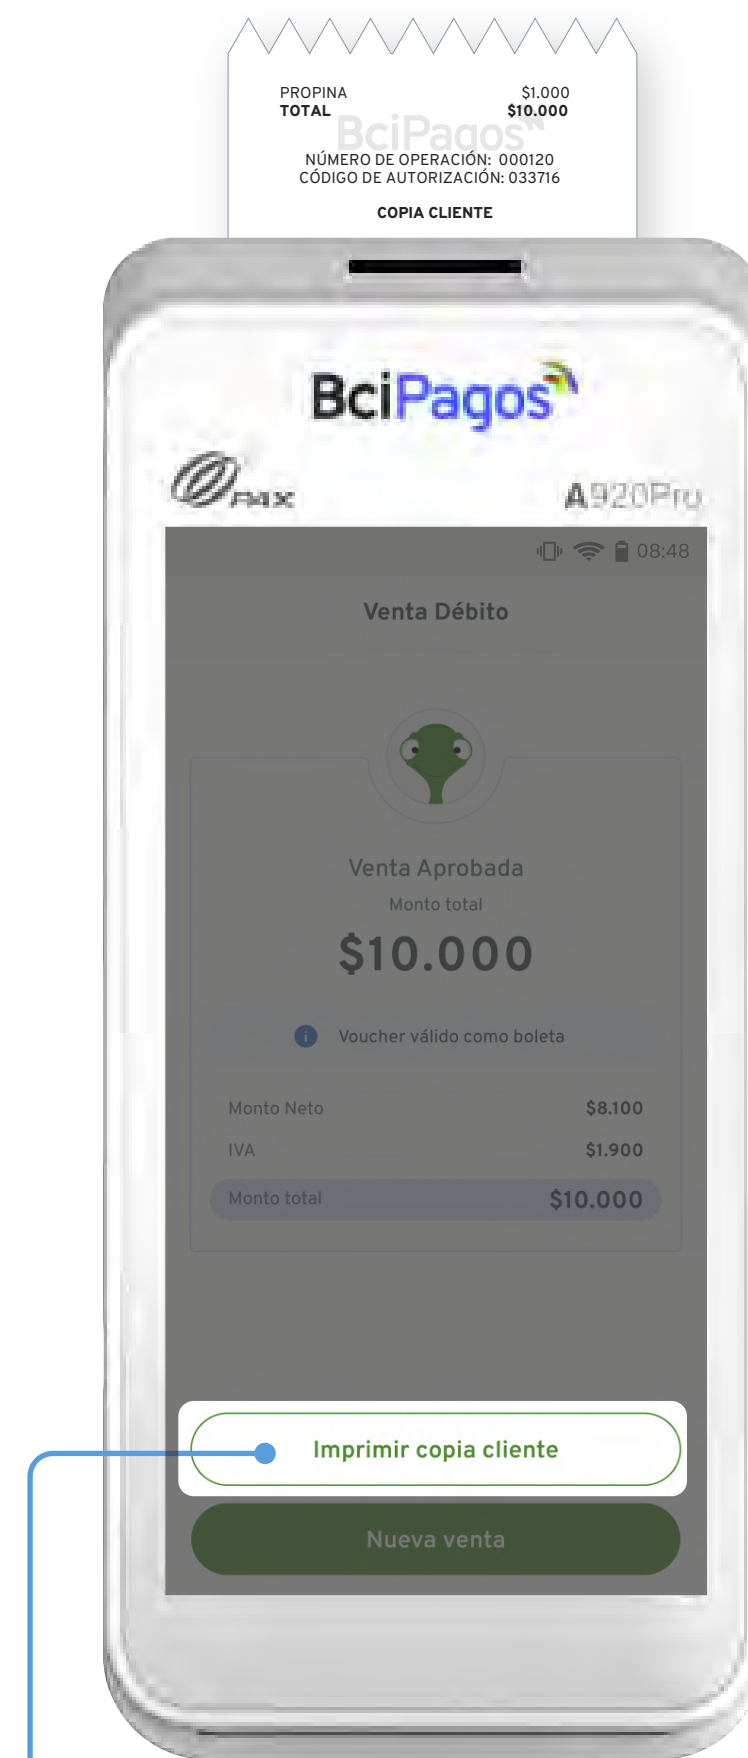 PROPINA $1.000
TOTAL $10.000
BciPagos
NÚMERO DE OPERACIÓN: 000120
CÓDIGO DE AUTORIZACIÓN: 033716
COPIA CLIENTE
BciPagos
PAX A920Pro
08:48
Venta Débito
Venta Aprobada
Monto total
$10.000
i Voucher válido como boleta
Monto Neto $8.100
IVA $1.900
Monto total $10.000
Imprimir copia cliente
Nueva venta